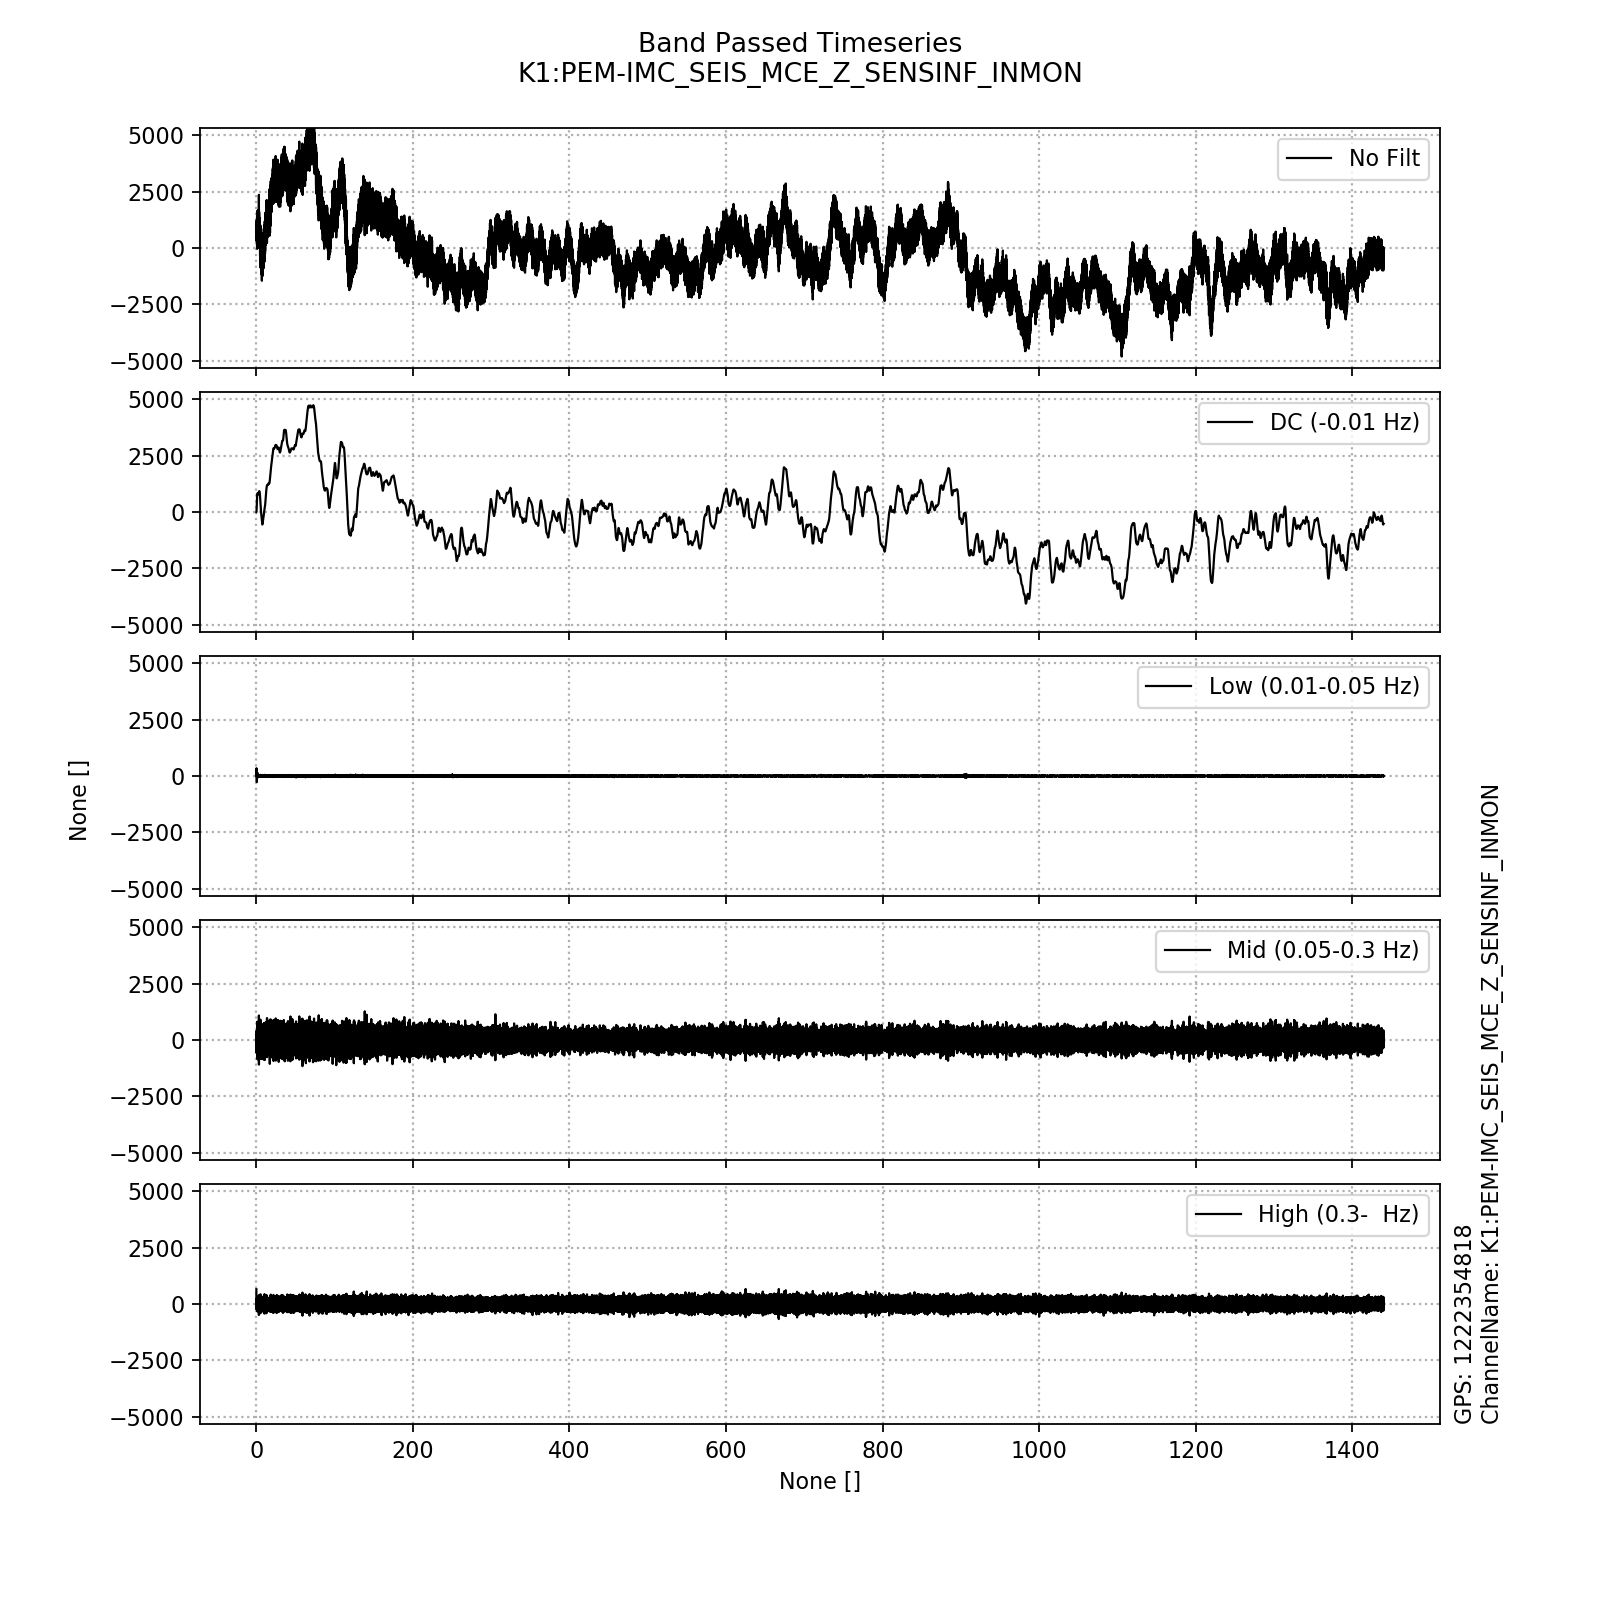 Band Passed Timeseries
K1:PEM-IMC_SEIS_MCE_Z_SENSINF_INMON
5000
2500
0
−2500
−5000
No Filt
5000
2500
0
−2500
−5000
DC (-0.01 Hz)
5000
2500
0
−2500
−5000
Low (0.01-0.05 Hz)
None []
5000
2500
0
−2500
−5000
Mid (0.05-0.3 Hz)
5000
2500
0
−2500
−5000
High (0.3-  Hz)
0 200 400 600 800 1000 1200 1400
None []
GPS: 1222354818
ChannelName: K1:PEM-IMC_SEIS_MCE_Z_SENSINF_INMON